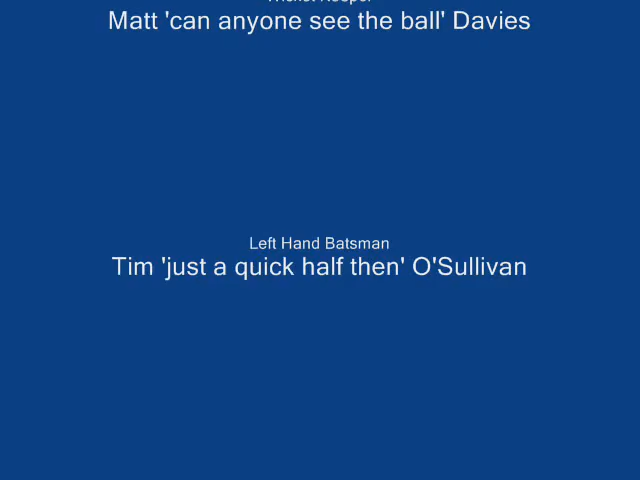 Matt 'can anyone see the ball' Davies
Left Hand Batsman
Tim 'just a quick half then' O'Sullivan